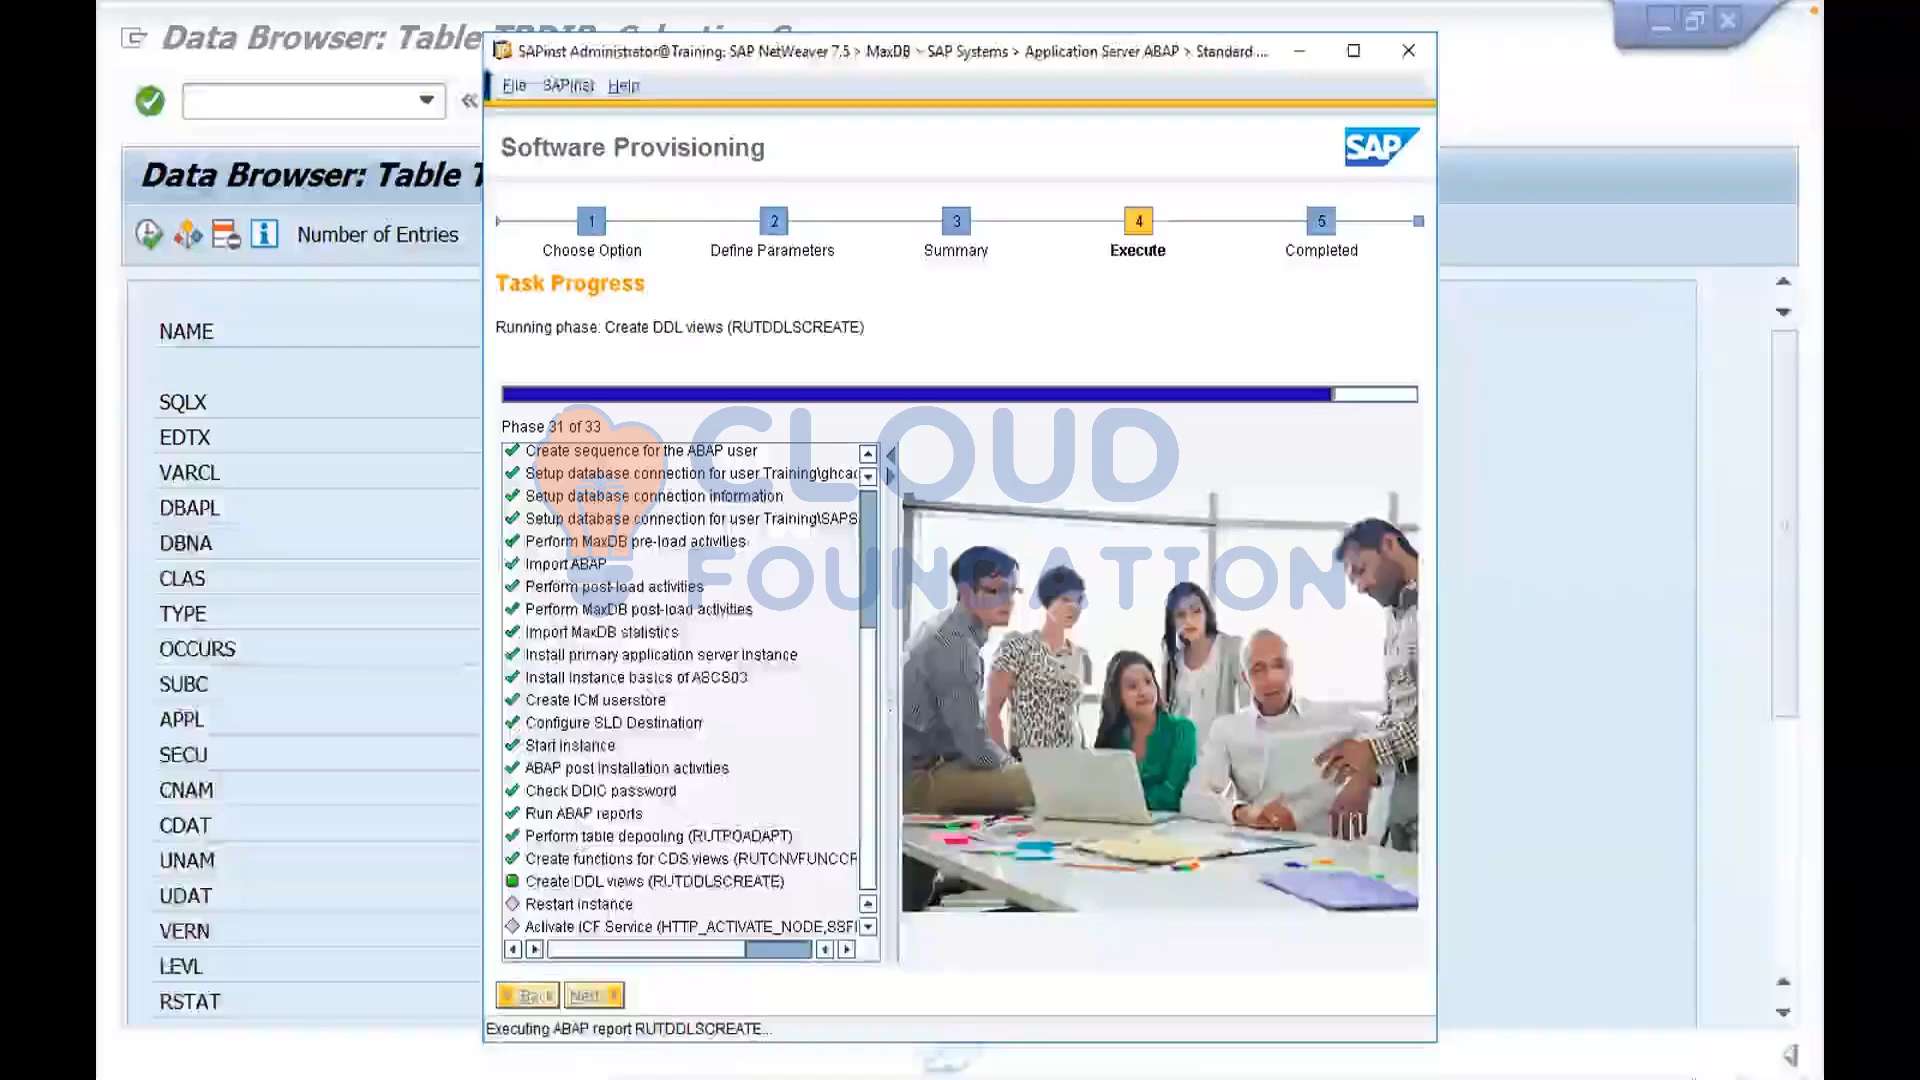 Data Browser: Table TRDIR: Selection S
SAPinst Administrator@Training: SAP NetWeaver 7.5 > MaxDB ~ SAP Systems > Application Server ABAP > Standard ...
File SAPinst Help
Software Provisioning
SAP
1 2 3 4 5
Choose Option Define Parameters Summary Execute Completed
Data Browser: Table T
Number of Entries
NAME
SQLX
EDTX
VARCL
DBAPL
DBNA
CLAS
TYPE
OCCURS
SUBC
APPL
SECU
CNAM
CDAT
UNAM
UDAT
VERN
LEVL
RSTAT
Task Progress
Running phase: Create DDL views (RUTDDLSCREATE)
Phase 31 of 33
Create sequence for the ABAP user
Setup database connection for user Training\ghcad
Setup database connection information
Setup database connection for user Training\SAPS
Perform MaxDB pre-load activities
Import ABAP
Perform post-load activities
Perform MaxDB post-load activities
Import MaxDB statistics
Install primary application server instance
Install instance basics of ASCS03
Create ICM userstore
Configure SLD Destination
Start instance
ABAP post installation activities
Check DDIC password
Run ABAP reports
Perform table depooling (RUTPOADAPT)
Create functions for CDS views (RUTCNVFUNCCR
Create DDL views (RUTDDLSCREATE)
Restart instance
Activate ICF Service (HTTP_ACTIVATE_NODE,SSFI
CLOUD
FOUNDATION
Back Next
Executing ABAP report RUTDDLSCREATE...